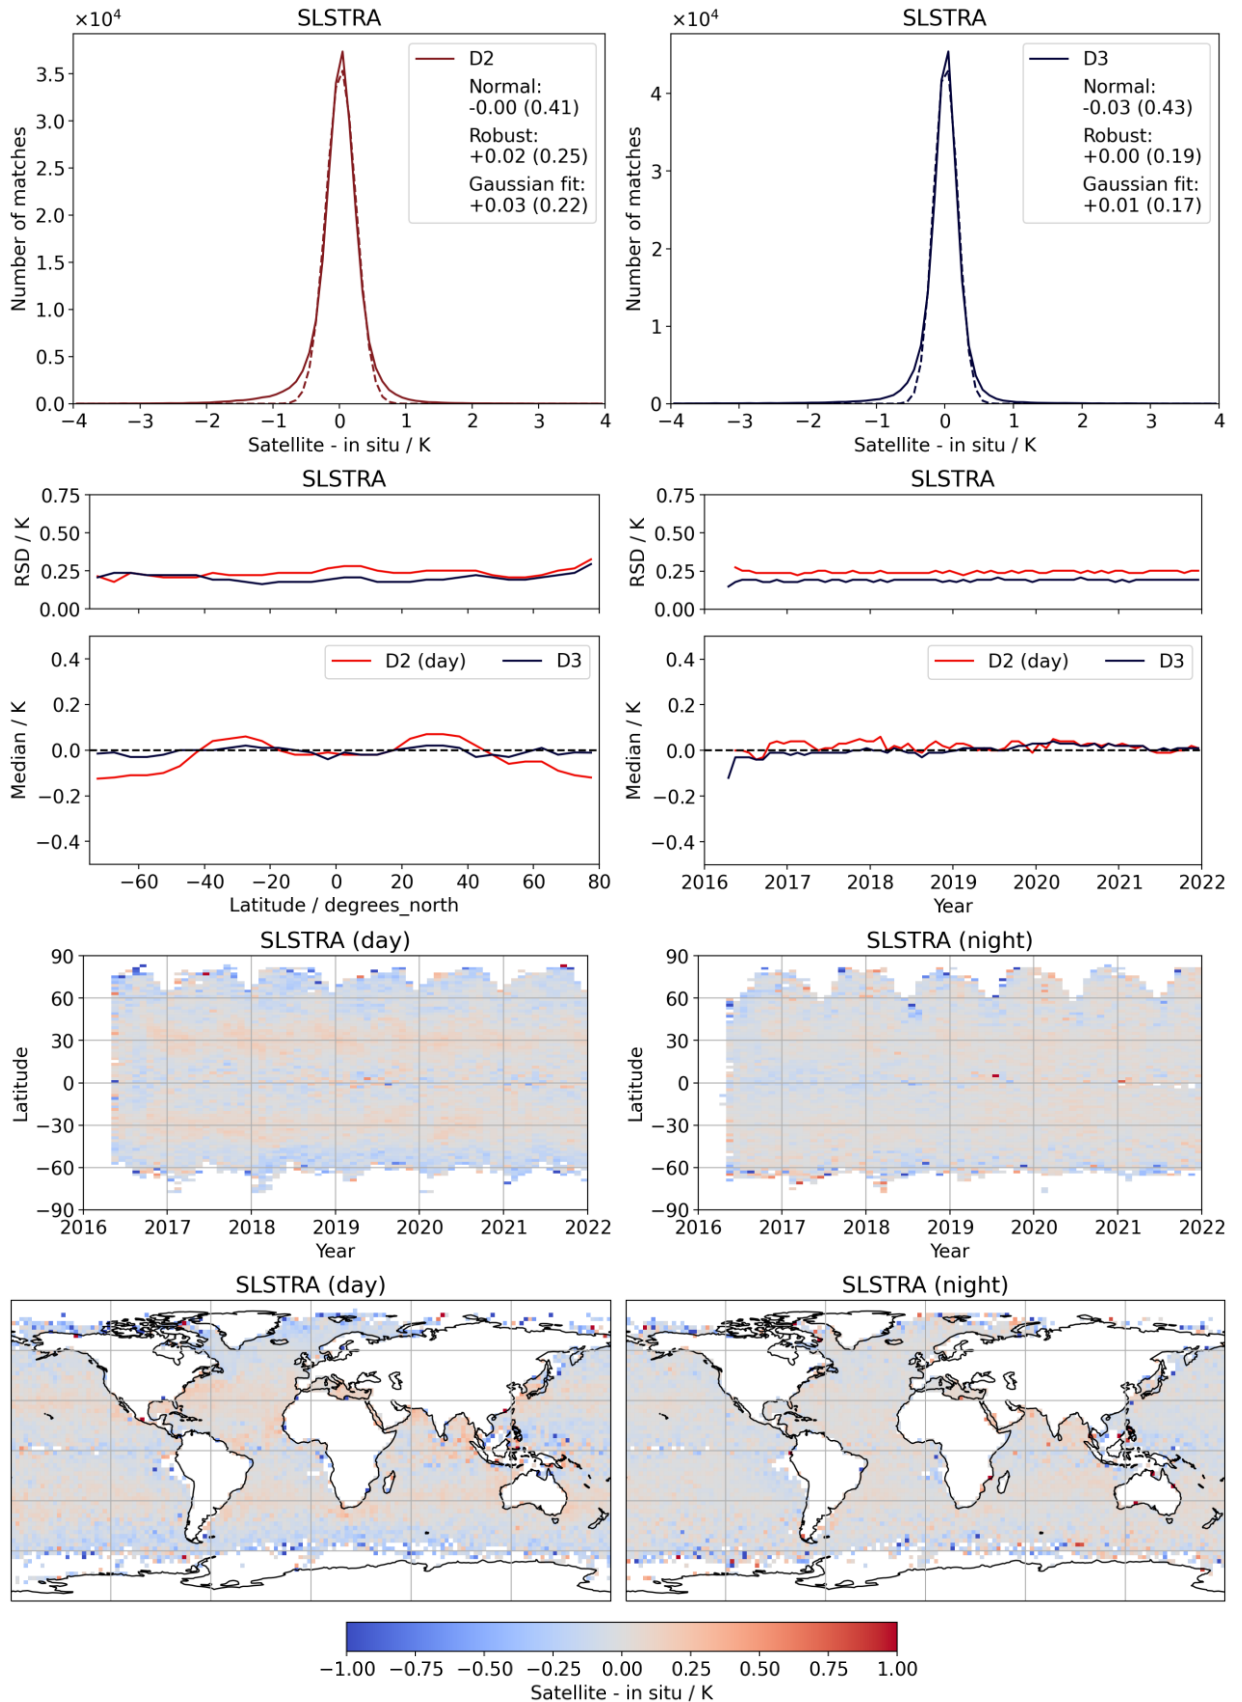 SLSTRA
×10⁴
Number of matches
3.5
3.0
2.5
2.0
1.5
1.0
0.5
0.0
D2
Normal:
-0.00 (0.41)
Robust:
+0.02 (0.25)
Gaussian fit:
+0.03 (0.22)
−4 −3 −2 −1 0 1 2 3 4
Satellite - in situ / K
SLSTRA
×10⁴
Number of matches
4
3
2
1
0
D3
Normal:
-0.03 (0.43)
Robust:
+0.00 (0.19)
Gaussian fit:
+0.01 (0.17)
−4 −3 −2 −1 0 1 2 3 4
Satellite - in situ / K
SLSTRA
RSD / K
0.75
0.50
0.25
0.00
Median / K
0.4
0.2
0.0
−0.2
−0.4
D2 (day) D3
−60 −40 −20 0 20 40 60 80
Latitude / degrees_north
SLSTRA
RSD / K
0.75
0.50
0.25
0.00
Median / K
0.4
0.2
0.0
−0.2
−0.4
D2 (day) D3
2016 2017 2018 2019 2020 2021 2022
Year
SLSTRA (day)
Latitude
90
60
30
0
−30
−60
−90
2016 2017 2018 2019 2020 2021 2022
Year
SLSTRA (night)
Latitude
90
60
30
0
−30
−60
−90
2016 2017 2018 2019 2020 2021 2022
Year
SLSTRA (day)
SLSTRA (night)
−1.00 −0.75 −0.50 −0.25 0.00 0.25 0.50 0.75 1.00
Satellite - in situ / K